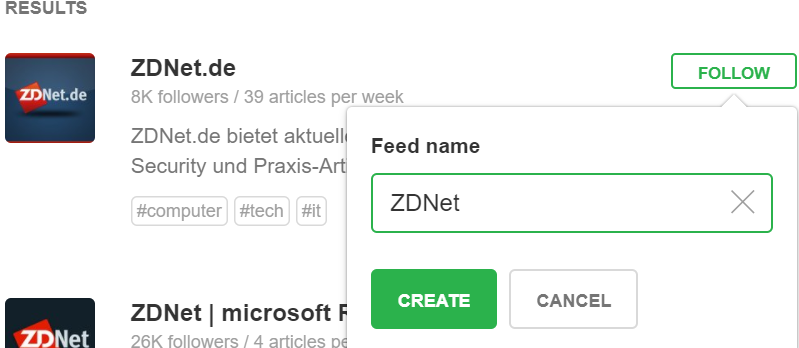 RESULTS
ZDNet.de
ZDNet.de
8K followers / 39 articles per week
FOLLOW
ZDNet.de bietet aktuell
Security und Praxis-Art
#computer #tech #it
Feed name
ZDNet
CREATE
CANCEL
ZDNet
ZDNet | microsoft
26K followers / 4 articles pe